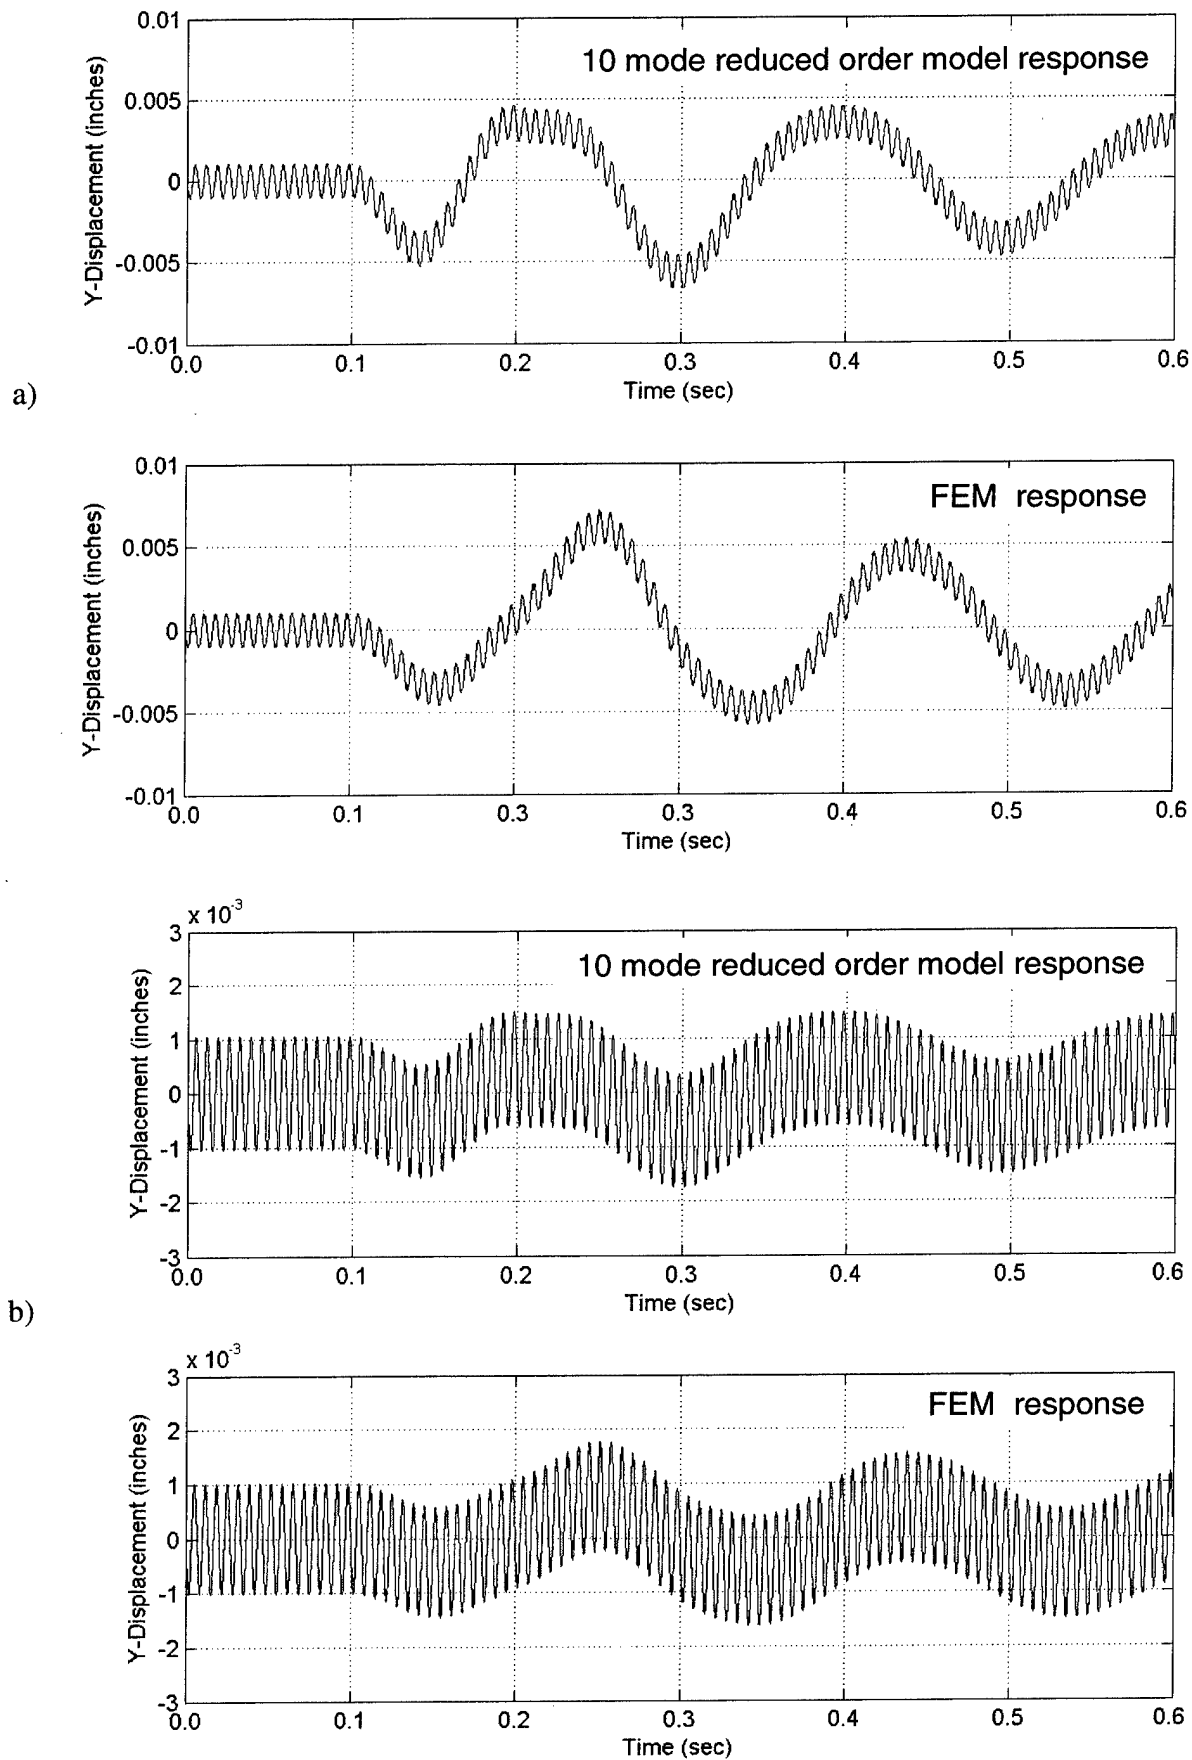 0.01
10 mode reduced order model response
0.005
0
-0.005
-0.01
Y-Displacement (inches)
0.0 0.1 0.2 0.3 0.4 0.5 0.6
Time (sec)
a)
0.01
FEM response
0.005
0
-0.005
-0.01
Y-Displacement (inches)
0.0 0.1 0.3 0.3 0.4 0.5 0.6
Time (sec)
x 10-3
3
10 mode reduced order model response
2
1
0
-1
-2
-3
Y-Displacement (inches)
0.0 0.1 0.2 0.3 0.4 0.5 0.6
Time (sec)
b)
x 10-3
3
FEM response
2
1
0
-1
-2
-3
Y-Displacement (inches)
0.0 0.1 0.2 0.3 0.4 0.5 0.6
Time (sec)